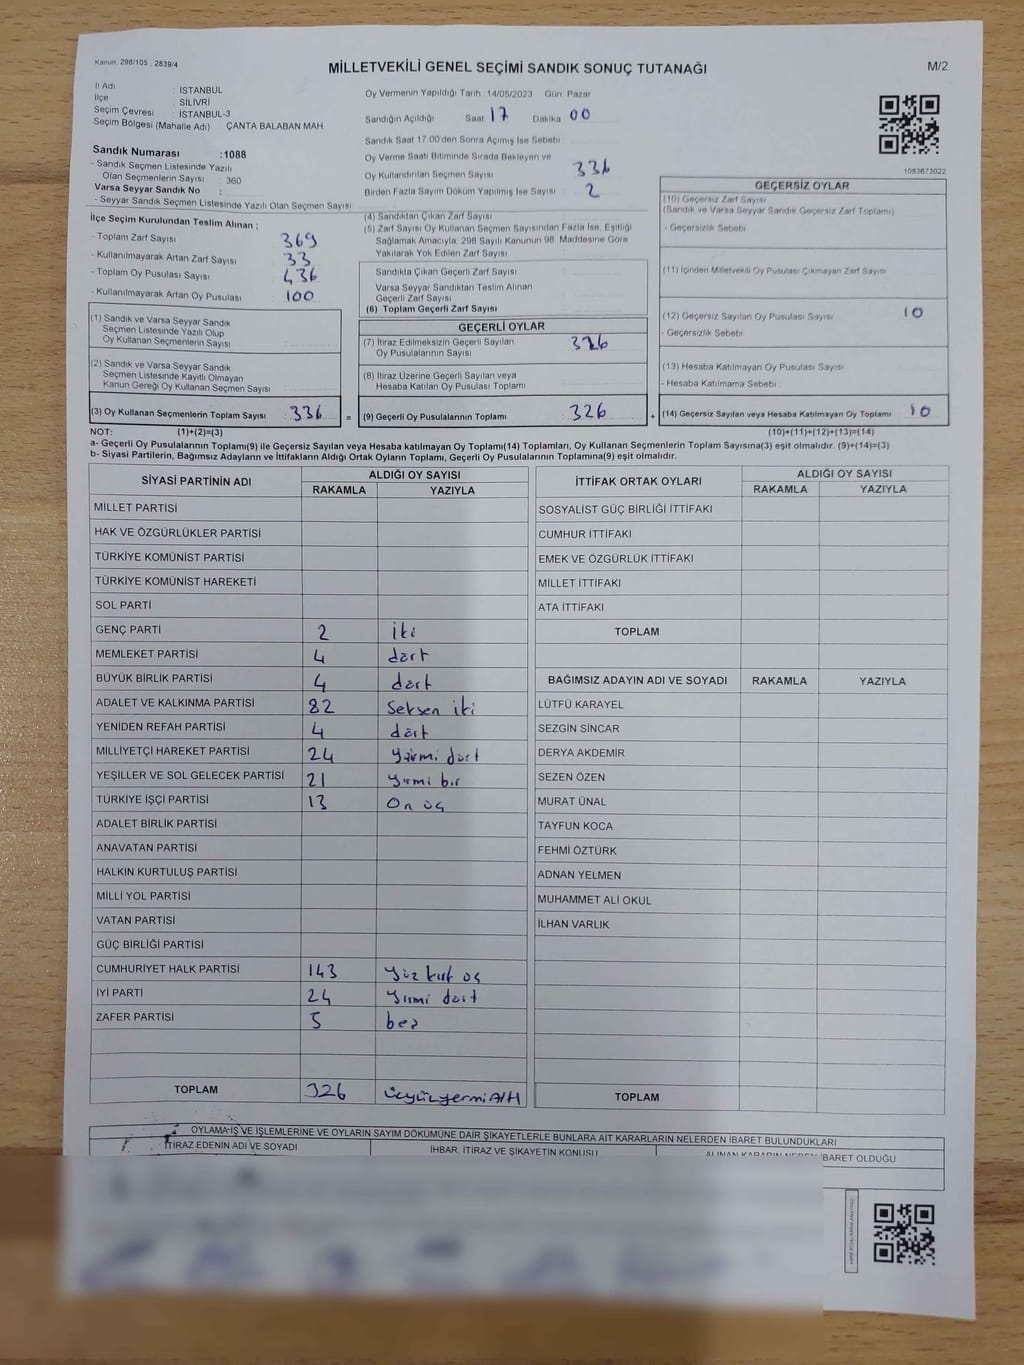 Kanun: 298/105 , 2839/4
MİLLETVEKİLİ GENEL SEÇİMİ SANDIK SONUÇ TUTANAĞI
M/2
İl Adı : İSTANBUL
İlçe : SİLİVRİ
Seçim Çevresi : İSTANBUL-3
Seçim Bölgesi (Mahalle Adı) : ÇANTA BALABAN MAH.
Sandık Numarası :1088
- Sandık Seçmen Listesinde Yazılı
Olan Seçmenlerin Sayısı : 360
Varsa Seyyar Sandık No :
- Seyyar Sandık Seçmen Listesinde Yazılı Olan Seçmen Sayısı :
Oy Vermenin Yapıldığı Tarih :14/05/2023 Gün: Pazar
Sandığın Açıldığı Saat: 17 Dakika: 00
Sandık Saat 17:00'den Sonra Açılmış İse Sebebi :
Oy Verme Saati Bitiminde Sırada Bekleyen ve
Oy Kullandırılan Seçmen Sayısı 336
Birden Fazla Sayım Döküm Yapılmış İse Sayısı : 2
1083673022
İlçe Seçim Kurulundan Teslim Alınan ;
- Toplam Zarf Sayısı : 369
- Kullanılmayarak Artan Zarf Sayısı : 33
- Toplam Oy Pusulası Sayısı : 436
- Kullanılmayarak Artan Oy Pusulası : 100
(1) Sandık ve Varsa Seyyar Sandık
Seçmen Listesinde Yazılı Olup
Oy Kullanan Seçmenlerin Sayısı :
(2) Sandık ve Varsa Seyyar Sandık
Seçmen Listesinde Kayıtlı Olmayan
Kanun Gereği Oy Kullanan Seçmen Sayısı :
(3) Oy Kullanan Seçmenlerin Toplam Sayısı : 336 =
(4) Sandıktan Çıkan Zarf Sayısı :
(5) Zarf Sayısı Oy Kullanan Seçmen Sayısından Fazla İse, Eşitliği
Sağlamak Amacıyla, 298 Sayılı Kanunun 98. Maddesine Göre
Yakılarak Yok Edilen Zarf Sayısı :
Sandıkta Çıkan Geçerli Zarf Sayısı :
Varsa Seyyar Sandıktan Teslim Alınan
Geçerli Zarf Sayısı :
(6) Toplam Geçerli Zarf Sayısı :
GEÇERLİ OYLAR
(7) İtiraz Edilmeksizin Geçerli Sayılan
Oy Pusulalarının Sayısı : 326
(8) İtiraz Üzerine Geçerli Sayılan veya
Hesaba Katılan Oy Pusulası Toplamı :
(9) Geçerli Oy Pusulalarının Toplamı : 326 +
GEÇERSİZ OYLAR
(10) Geçersiz Zarf Sayısı
(Sandık ve Varsa Seyyar Sandık Geçersiz Zarf Toplamı) :
- Geçersizlik Sebebi :
(11) İçinden Milletvekili Oy Pusulası Çıkmayan Zarf Sayısı :
(12) Geçersiz Sayılan Oy Pusulası Sayısı : 10
- Geçersizlik Sebebi :
(13) Hesaba Katılmayan Oy Pusulası Sayısı :
- Hesaba Katılmama Sebebi :
(14) Geçersiz Sayılan veya Hesaba Katılmayan Oy Toplamı : 10
NOT: (1)+(2)=(3)
(10)+(11)+(12)+(13)=(14)
a- Geçerli Oy Pusulalarının Toplamı(9) ile Geçersiz Sayılan veya Hesaba katılmayan Oy Toplamı(14) Toplamları, Oy Kullanan Seçmenlerin Toplam Sayısına(3) eşit olmalıdır. (9)+(14)=(3)
b- Siyasi Partilerin, Bağımsız Adayların ve İttifakların Aldığı Ortak Oyların Toplamı, Geçerli Oy Pusulalarının Toplamına(9) eşit olmalıdır.
SİYASİ PARTİNİN ADI
ALDIĞI OY SAYISI
RAKAMLA YAZIYLA
MİLLET PARTİSİ
HAK VE ÖZGÜRLÜKLER PARTİSİ
TÜRKİYE KOMÜNİST PARTİSİ
TÜRKİYE KOMÜNİST HAREKETİ
SOL PARTİ
GENÇ PARTİ 2 iki
MEMLEKET PARTİSİ 4 dört
BÜYÜK BİRLİK PARTİSİ 4 dört
ADALET VE KALKINMA PARTİSİ 82 Seksen iki
YENİDEN REFAH PARTİSİ 4 dört
MİLLİYETÇİ HAREKET PARTİSİ 24 yirmi dört
YEŞİLLER VE SOL GELECEK PARTİSİ 21 yirmi bir
TÜRKİYE İŞÇİ PARTİSİ 13 On üç
ADALET BİRLİK PARTİSİ
ANAVATAN PARTİSİ
HALKIN KURTULUŞ PARTİSİ
MİLLİ YOL PARTİSİ
VATAN PARTİSİ
GÜÇ BİRLİĞİ PARTİSİ
CUMHURİYET HALK PARTİSİ 143 Yüz kırk üç
İYİ PARTİ 24 Yirmi dört
ZAFER PARTİSİ 5 beş
TOPLAM 326 üçyüzyermiAltı
İTTİFAK ORTAK OYLARI
ALDIĞI OY SAYISI
RAKAMLA YAZIYLA
SOSYALİST GÜÇ BİRLİĞİ İTTİFAKI
CUMHUR İTTİFAKI
EMEK VE ÖZGÜRLÜK İTTİFAKI
MİLLET İTTİFAKI
ATA İTTİFAKI
TOPLAM
BAĞIMSIZ ADAYIN ADI VE SOYADI RAKAMLA YAZIYLA
LÜTFÜ KARAYEL
SEZGİN SİNCAR
DERYA AKDEMİR
SEZEN ÖZEN
MURAT ÜNAL
TAYFUN KOCA
FEHMİ ÖZTÜRK
ADNAN YELMEN
MUHAMMET ALİ OKUL
İLHAN VARLIK
TOPLAM
OYLAMA İŞ VE İŞLEMLERİNE VE OYLARIN SAYIM DÖKÜMÜNE DAİR ŞİKAYETLERLE BUNLARA AİT KARARLARIN NELERDEN İBARET BULUNDUKLARI
İTİRAZ EDENİN ADI VE SOYADI
İHBAR, İTİRAZ VE ŞİKAYETİN KONUSU
ALINAN KARARIN NEDEN İBARET OLDUĞU